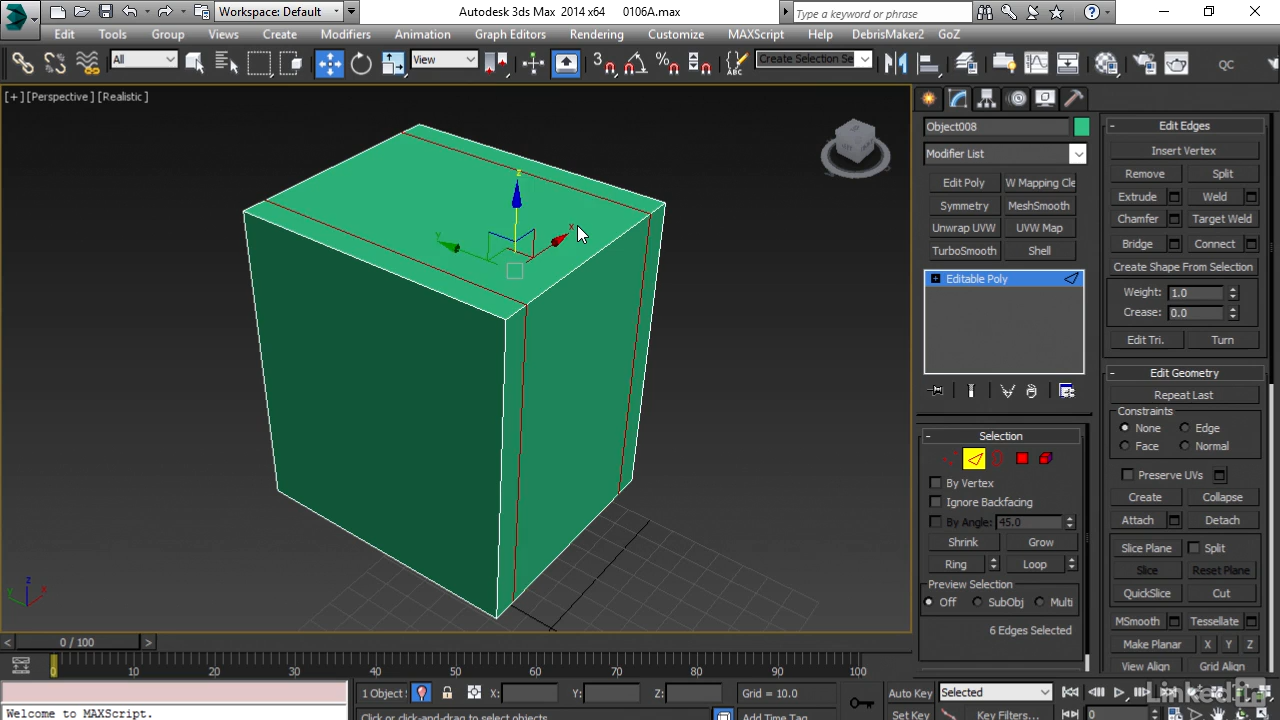 Workspace: Default
Autodesk 3ds Max 2014 x64 0106A.max
Type a keyword or phrase
Edit Tools Group Views Create Modifiers Animation Graph Editors Rendering Customize MAXScript Help DebrisMaker2 GoZ
All
View
Create Selection Se
QC
[+] [Perspective] [Realistic]
Object008
Modifier List
Edit Poly
W Mapping Cle
Symmetry
MeshSmooth
Unwrap UVW
UVW Map
TurboSmooth
Shell
Editable Poly
Selection
By Vertex
Ignore Backfacing
By Angle: 45.0
Shrink
Grow
Ring
Loop
Preview Selection
Off SubObj Multi
6 Edges Selected
Edit Edges
Insert Vertex
Remove
Split
Extrude
Weld
Chamfer
Target Weld
Bridge
Connect
Create Shape From Selection
Weight: 1.0
Crease: 0.0
Edit Tri.
Turn
Edit Geometry
Repeat Last
Constraints
None Edge
Face Normal
Preserve UVs
Create
Collapse
Attach
Detach
Slice Plane
Split
Slice
Reset Plane
QuickSlice
Cut
MSmooth
Tessellate
Make Planar X Y Z
View Align
Grid Align
z
y
x
z
y
x
< 0 / 100 >
0 10 20 30 40 50 60 70 80 90 100
1 Object
X:
Y:
Z:
Grid = 10.0
Auto Key
Selected
Welcome to MAXScript.
Click or click-and-drag to select objects
Add Time Tag
Set Key
Key Filters...
0
LinkedIn